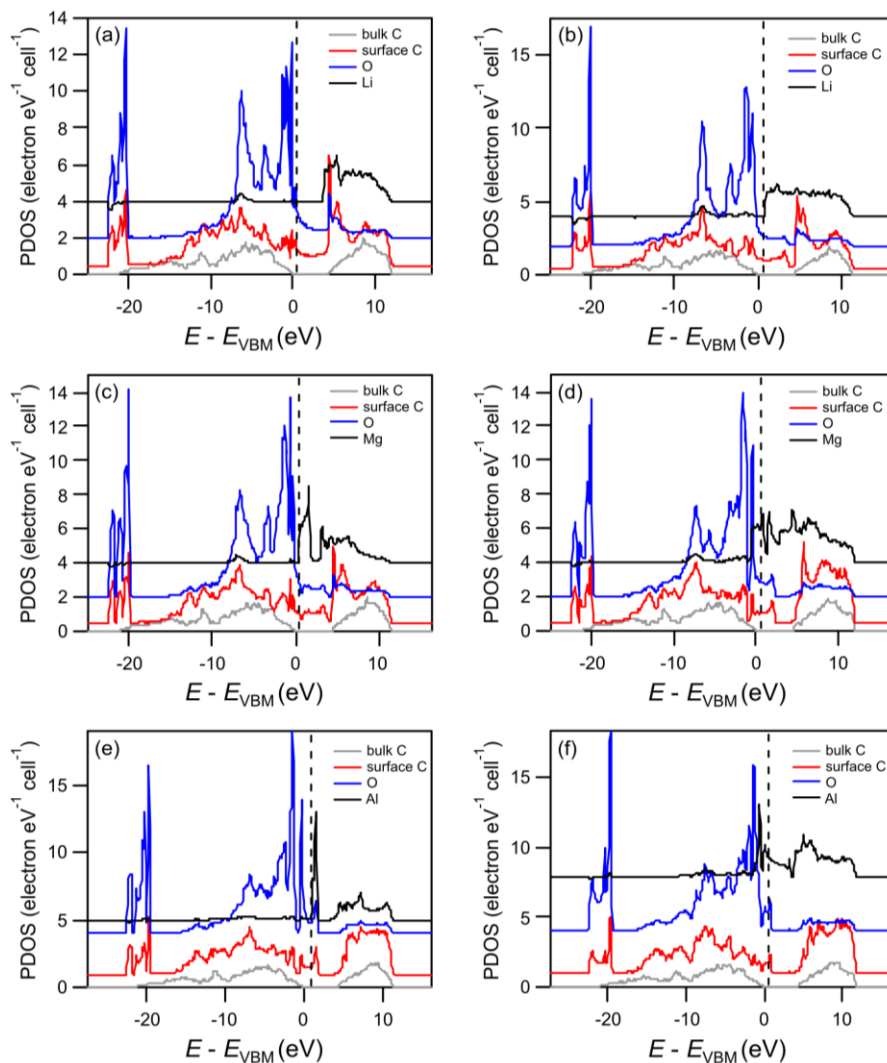 (a)
bulk C
surface C
O
Li
PDOS (electron eV⁻¹ cell⁻¹)
14
12
10
8
6
4
2
0
-20 -10 0 10
E - E_VBM (eV)
(b)
bulk C
surface C
O
Li
PDOS (electron eV⁻¹ cell⁻¹)
15
10
5
0
-20 -10 0 10
E - E_VBM (eV)
(c)
bulk C
surface C
O
Mg
PDOS (electron eV⁻¹ cell⁻¹)
14
12
10
8
6
4
2
0
-20 -10 0 10
E - E_VBM (eV)
(d)
bulk C
surface C
O
Mg
PDOS (electron eV⁻¹ cell⁻¹)
14
12
10
8
6
4
2
0
-20 -10 0 10
E - E_VBM (eV)
(e)
bulk C
surface C
O
Al
PDOS (electron eV⁻¹ cell⁻¹)
15
10
5
0
-20 -10 0 10
E - E_VBM (eV)
(f)
bulk C
surface C
O
Al
PDOS (electron eV⁻¹ cell⁻¹)
15
10
5
0
-20 -10 0 10
E - E_VBM (eV)